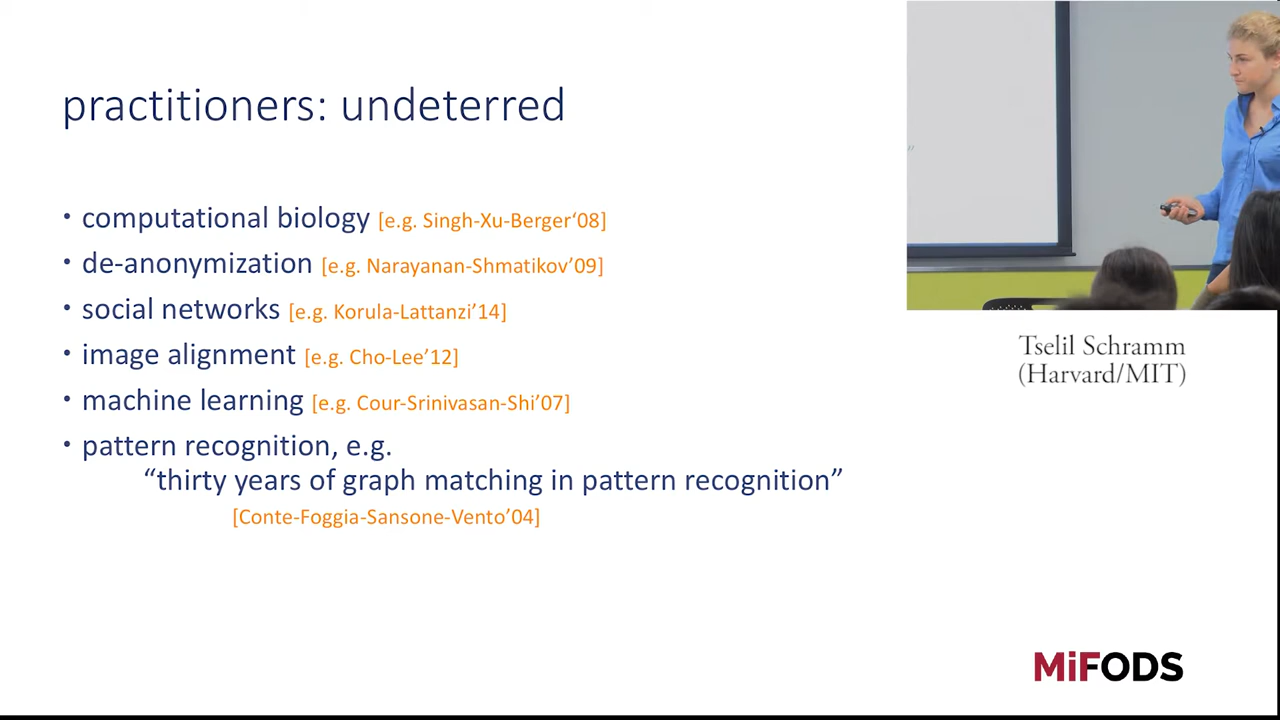 practitioners: undeterred
• computational biology [e.g. Singh-Xu-Berger‘08]
• de-anonymization [e.g. Narayanan-Shmatikov’09]
• social networks [e.g. Korula-Lattanzi’14]
• image alignment [e.g. Cho-Lee’12]
• machine learning [e.g. Cour-Srinivasan-Shi’07]
• pattern recognition, e.g.
“thirty years of graph matching in pattern recognition”
[Conte-Foggia-Sansone-Vento’04]
Tselil Schramm
(Harvard/MIT)
MiFODS